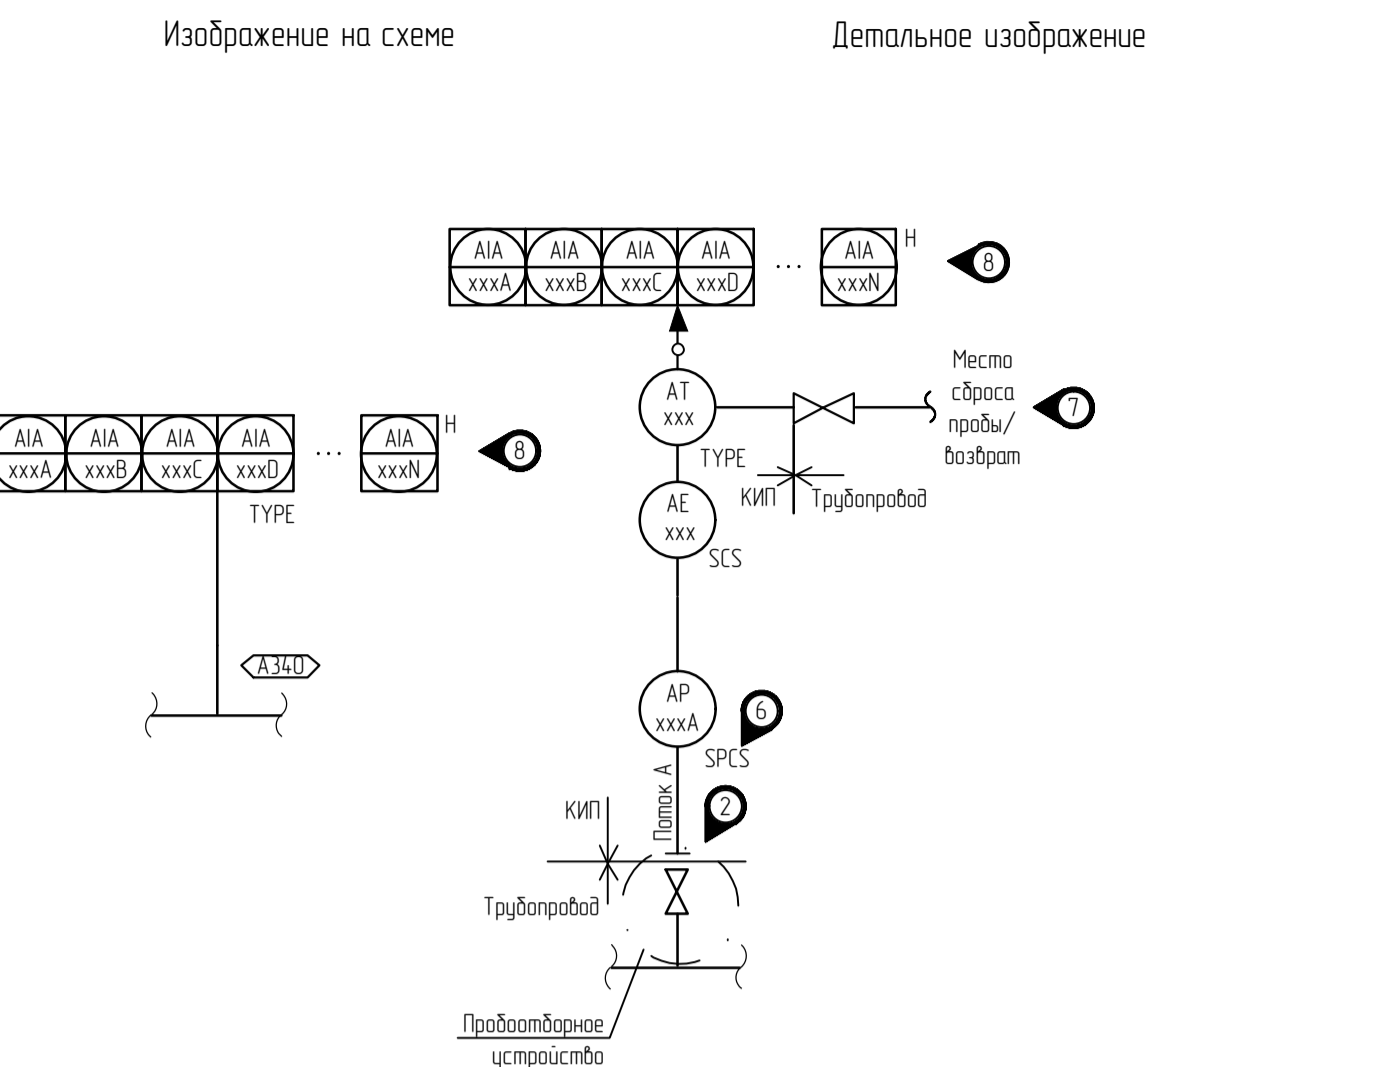 Изображение на схеме
Детальное изображение
AIA AIA AIA AIA ... AIA H
xxxA xxxB xxxC xxxD xxxN
8
AT
xxx
TYPE
Место
сброса
пробы/
возврат
7
КИП Трубопровод
AIA AIA AIA AIA ... AIA H
xxxA xxxB xxxC xxxD xxxN
8
TYPE
AE
xxx
SCS
A340
AP
xxxA
6
SPCS
Поток А
2
КИП
Трубопровод
Пробоотборное
устройство